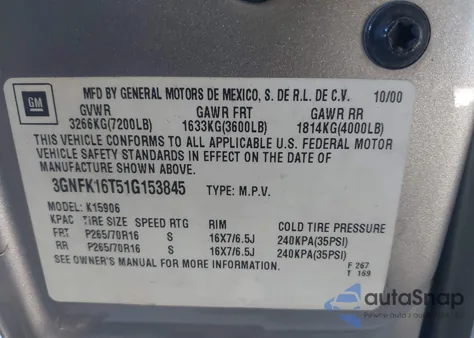 GM
MFD BY GENERAL MOTORS DE MEXICO, S. DE R.L. DE C.V. 10/00
GVWR GAWR FRT GAWR RR
3266KG(7200LB) 1633KG(3600LB) 1814KG(4000LB)
THIS VEHICLE CONFORMS TO ALL APPLICABLE U.S. FEDERAL MOTOR
VEHICLE SAFETY STANDARDS IN EFFECT ON THE DATE OF
MANUFACTURE SHOWN ABOVE.
3GNFK16T51G153845 TYPE: M.P.V.
MODEL: K15906
KPAC TIRE SIZE SPEED RTG RIM COLD TIRE PRESSURE
FRT P265/70R16 S 16X7/6.5J 240KPA(35PSI)
RR P265/70R16 S 16X7/6.5J 240KPA(35PSI)
SEE OWNER'S MANUAL FOR MORE INFORMATION.
F 267
T 169
autoSnap